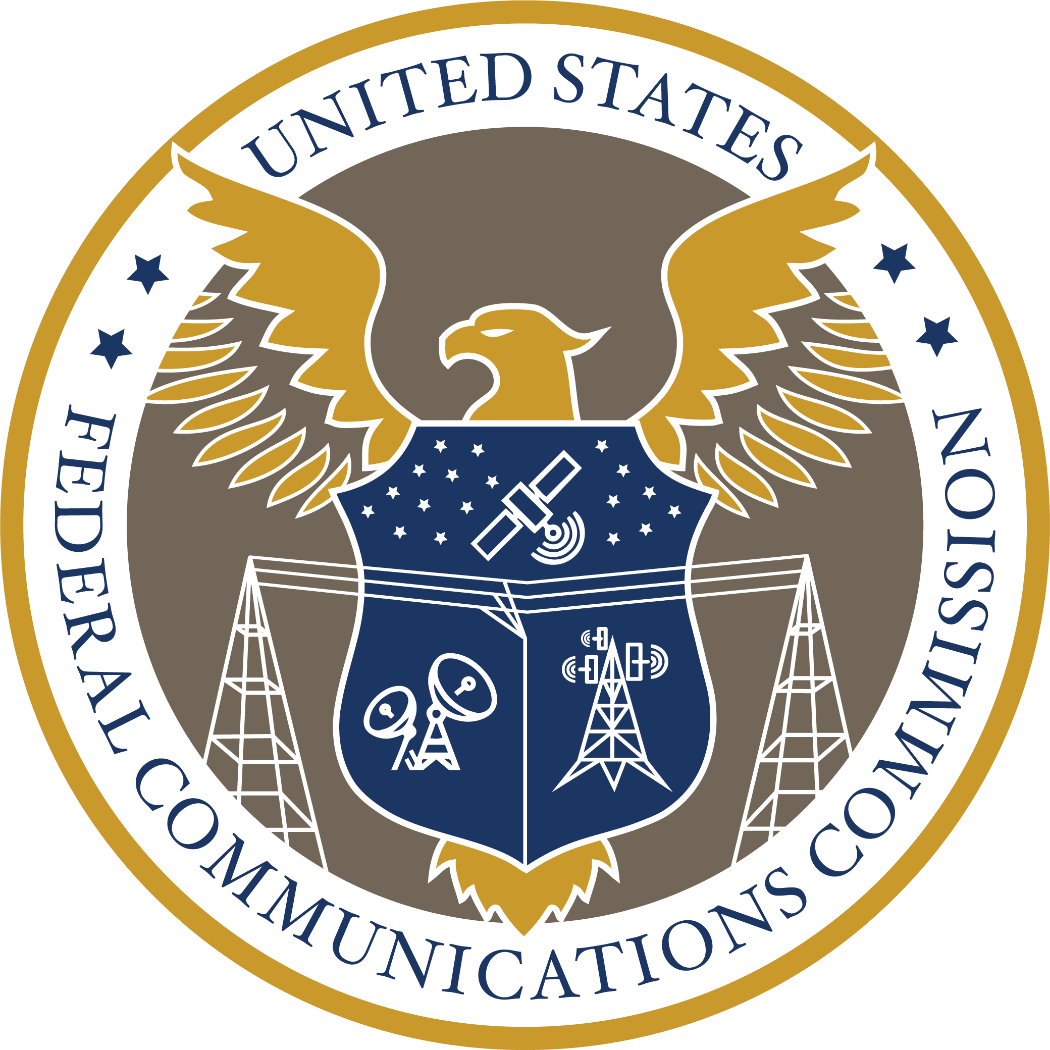 UNITED STATES
FEDERAL COMMUNICATIONS COMMISSION